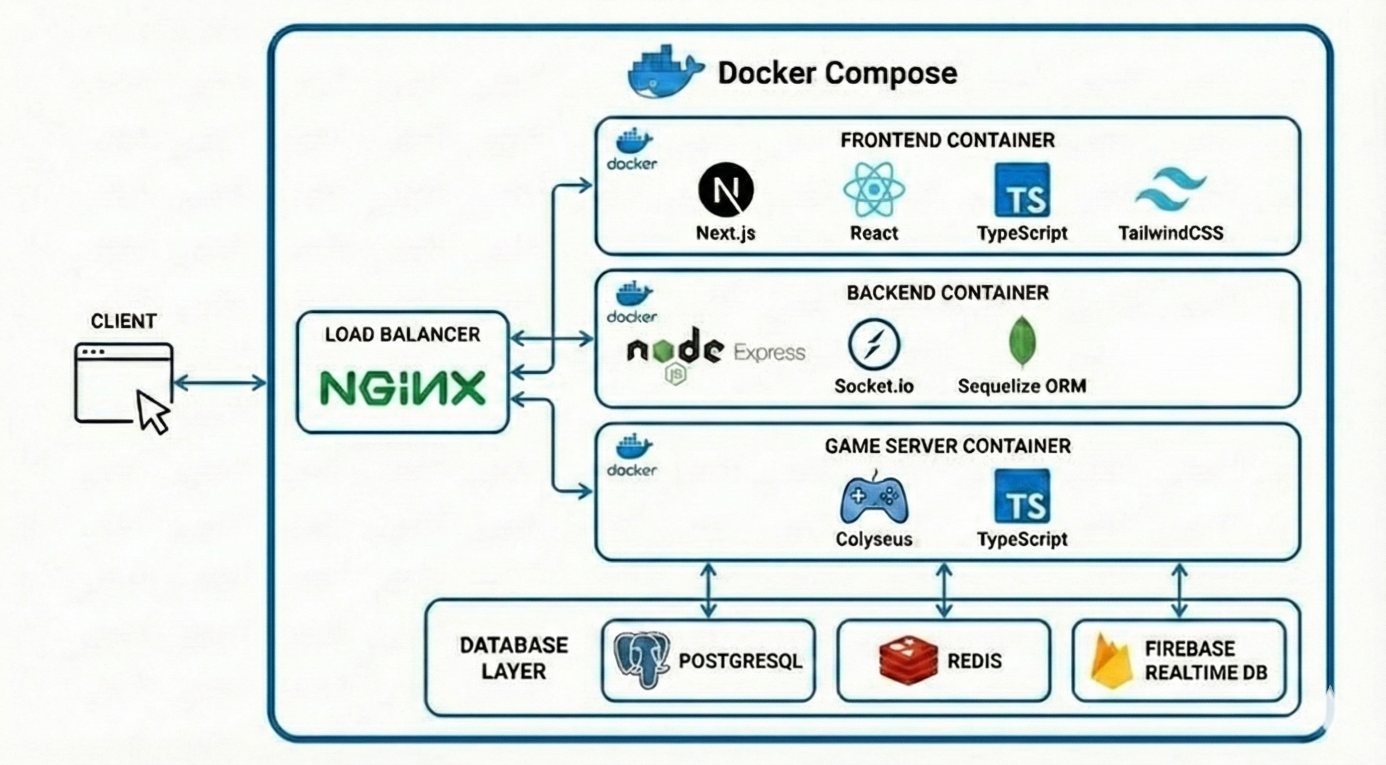 Docker Compose
docker
FRONTEND CONTAINER
N
Next.js
React
TS
TypeScript
TailwindCSS
docker
BACKEND CONTAINER
node
JS
Express
Socket.io
Sequelize ORM
CLIENT
LOAD BALANCER
NGiNX
docker
GAME SERVER CONTAINER
Colyseus
TS
TypeScript
DATABASE
LAYER
POSTGRESQL
REDIS
FIREBASE
REALTIME DB